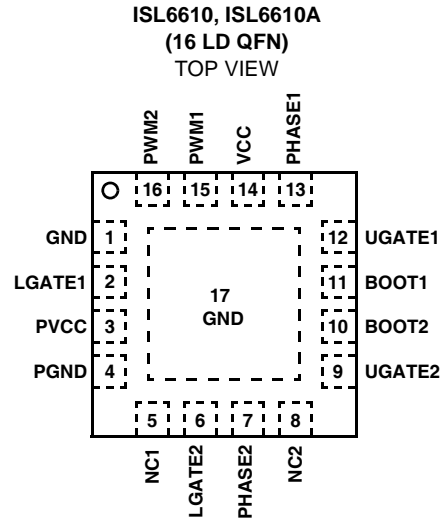 ISL6610, ISL6610A
(16 LD QFN)
TOP VIEW
PWM2
PWM1
VCC
PHASE1
16
15
14
13
GND 1
12 UGATE1
LGATE1 2
11 BOOT1
17
GND
PVCC 3
10 BOOT2
PGND 4
9 UGATE2
5
6
7
8
NC1
LGATE2
PHASE2
NC2